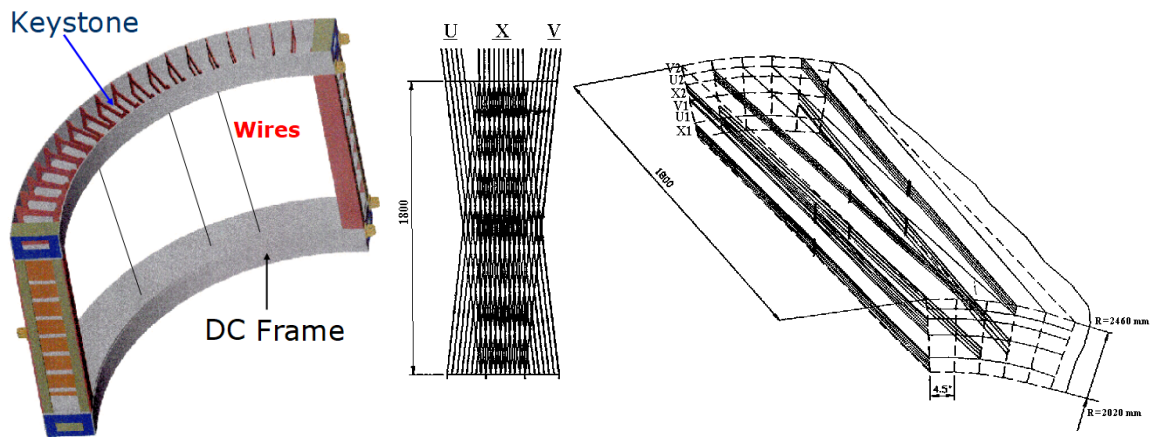 Keystone
Wires
DC Frame
U X V
1800
V2
U2
X2
V1
U1
X1
1800
4.5°
R=2460 mm
R=2020 mm